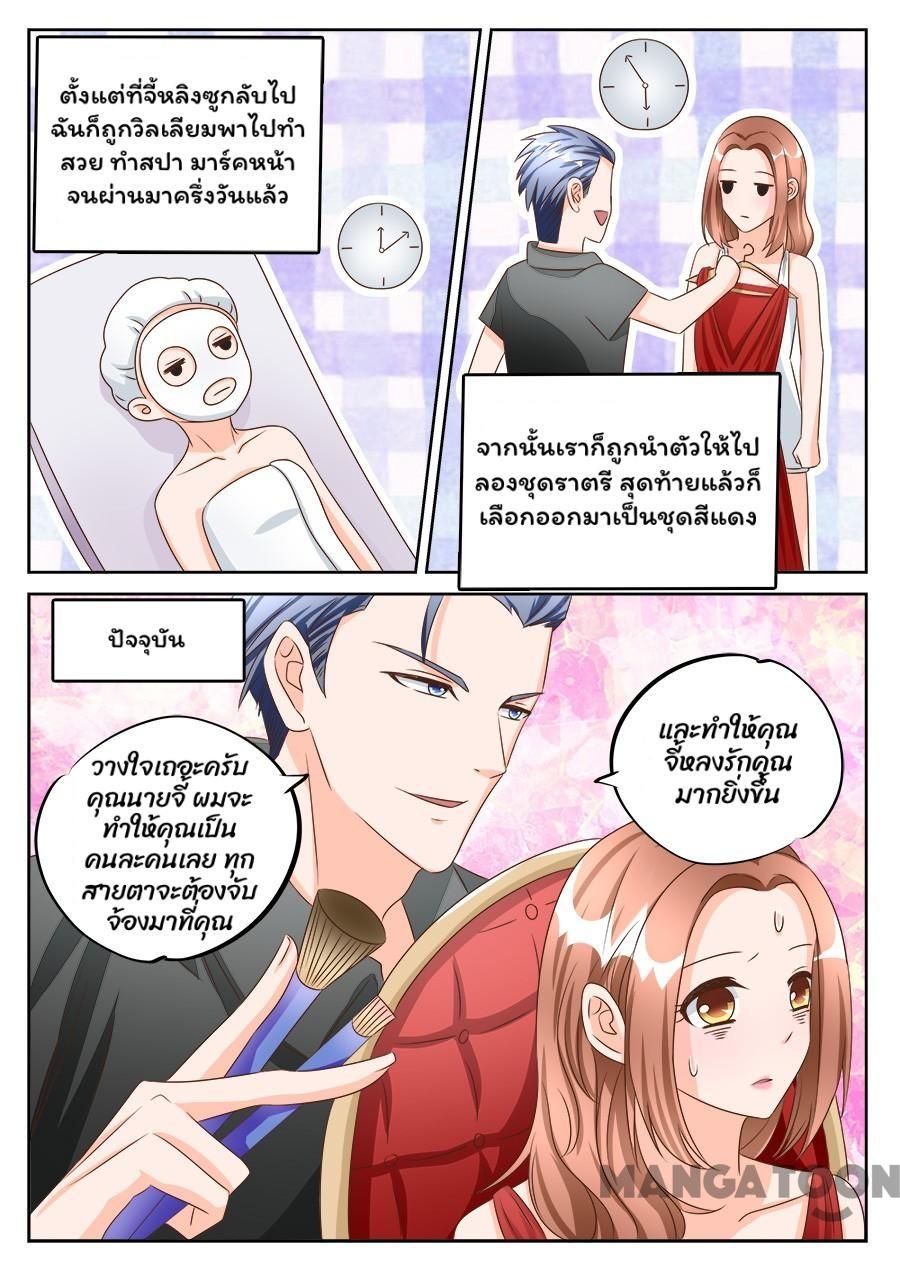 ตั้งแต่ที่จี้หลิงซูกลับไป
ฉันก็ถูกวิลเลียมพาไปทำ
สวย ทำสปา มาร์คหน้า
จนผ่านมาครึ่งวันแล้ว
จากนั้นเราก็ถูกนำตัวให้ไป
ลองชุดราตรี สุดท้ายแล้วก็
เลือกออกมาเป็นชุดสีแดง
ปัจจุบัน
วางใจเถอะครับ
คุณนายจี้ ผมจะ
ทำให้คุณเป็น
คนละคนเลย ทุก
สายตาจะต้องจับ
จ้องมาที่คุณ
และทำให้คุณ
จี้หลงรักคุณ
มากยิ่งขึ้น
MANGATOON